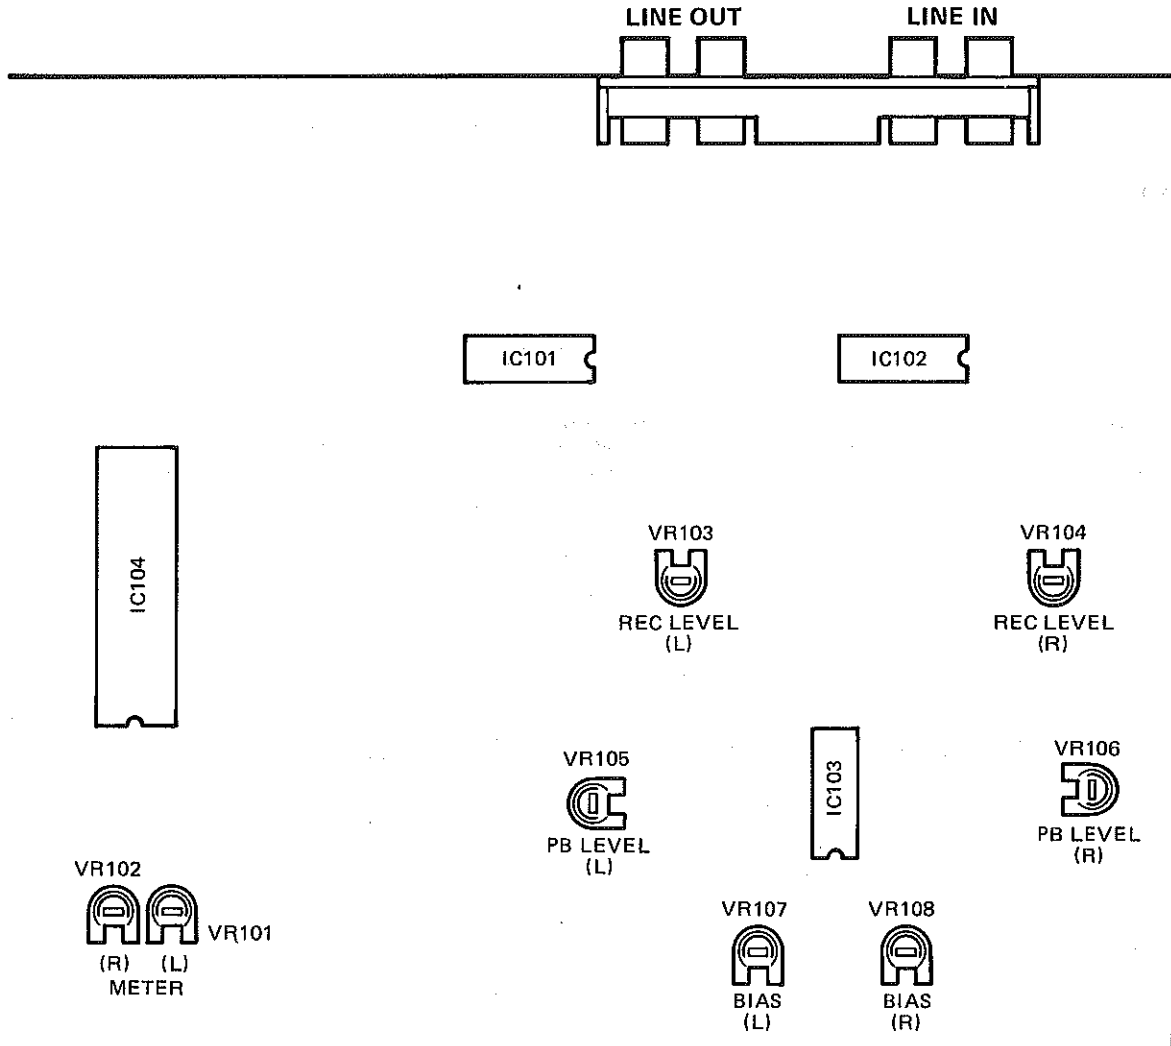 LINE OUT
LINE IN
IC101
IC102
IC104
VR103
REC LEVEL
(L)
VR104
REC LEVEL
(R)
VR105
PB LEVEL
(L)
IC103
VR106
PB LEVEL
(R)
VR102
VR101
(R)
(L)
METER
VR107
BIAS
(L)
VR108
BIAS
(R)